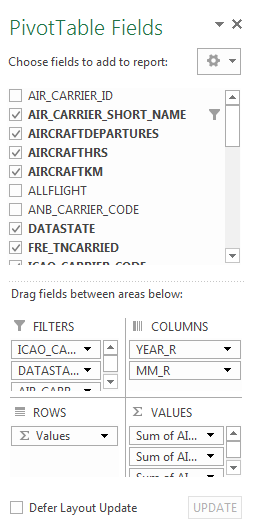 PivotTable Fields
Choose fields to add to report:
AIR_CARRIER_ID
AIR_CARRIER_SHORT_NAME
AIRCRAFTDEPARTURES
AIRCRAFTHRS
AIRCRAFTKM
ALLFLIGHT
ANB_CARRIER_CODE
DATASTATE
FRE_TNCARRIED
ICAO_CARRIER_CODE
Drag fields between areas below:
FILTERS
ICAO_CA...
DATASTA...
AIR_CARR...
COLUMNS
YEAR_R
MM_R
ROWS
Σ Values
Σ VALUES
Sum of AI...
Sum of AI...
Sum of AI...
Defer Layout Update
UPDATE